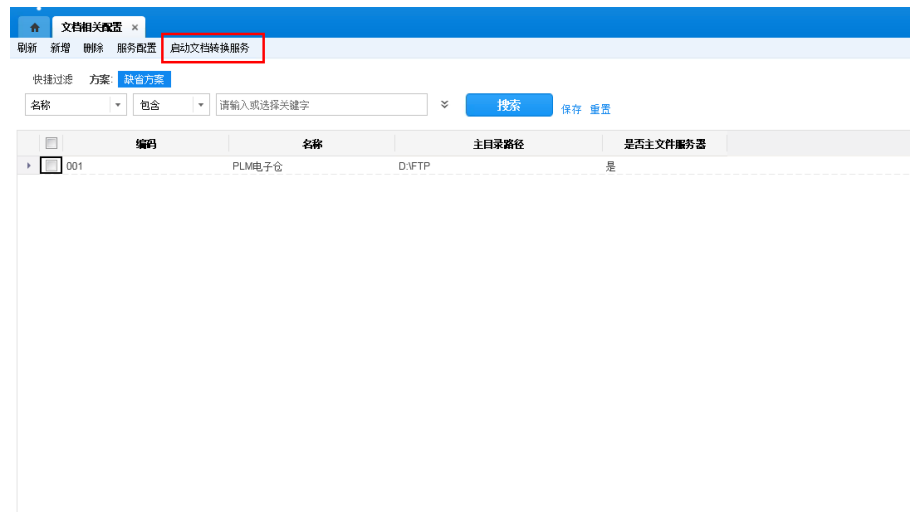 文档相关配置 ×
刷新 新增 删除 服务配置 启动文档转换服务
快捷过滤 方案: 缺省方案
名称 包含 请输入或选择关键字 搜索 保存 重置
编码 名称 主目录路径 是否主文件服务器
001 PLM电子仓 D:\FTP 是